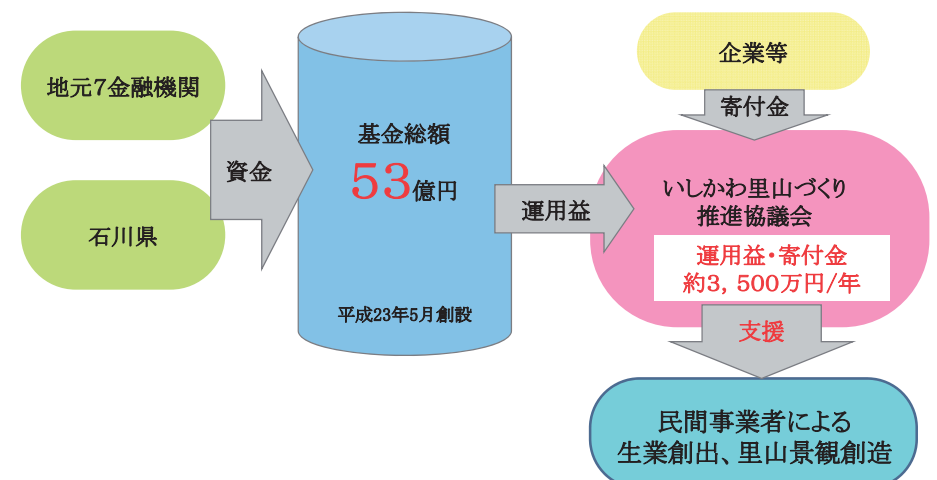 地元7金融機関
石川県
資金
基金総額
53億円
平成23年5月創設
運用益
企業等
寄付金
いしかわ里山づくり
推進協議会
運用益・寄付金
約3,500万円/年
支援
民間事業者による
生業創出、里山景観創造